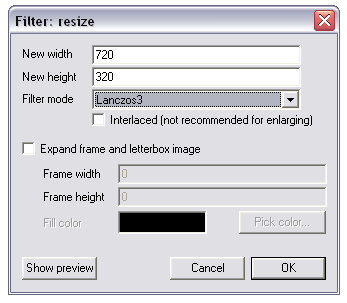 Filter: resize
New width 720
New height 320
Filter mode Lanczos3
Interlaced (not recommended for enlarging)
Expand frame and letterbox image
Frame width 0
Frame height 0
Fill color Pick color...
Show preview Cancel OK